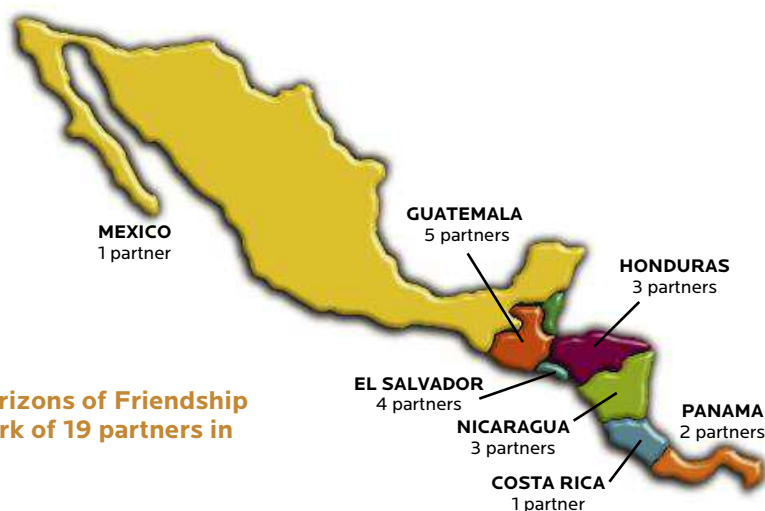 MEXICO
1 partner
GUATEMALA
5 partners
HONDURAS
3 partners
EL SALVADOR
4 partners
NICARAGUA
3 partners
PANAMA
2 partners
COSTA RICA
1 partner
rizons of Friendship
rk of 19 partners in